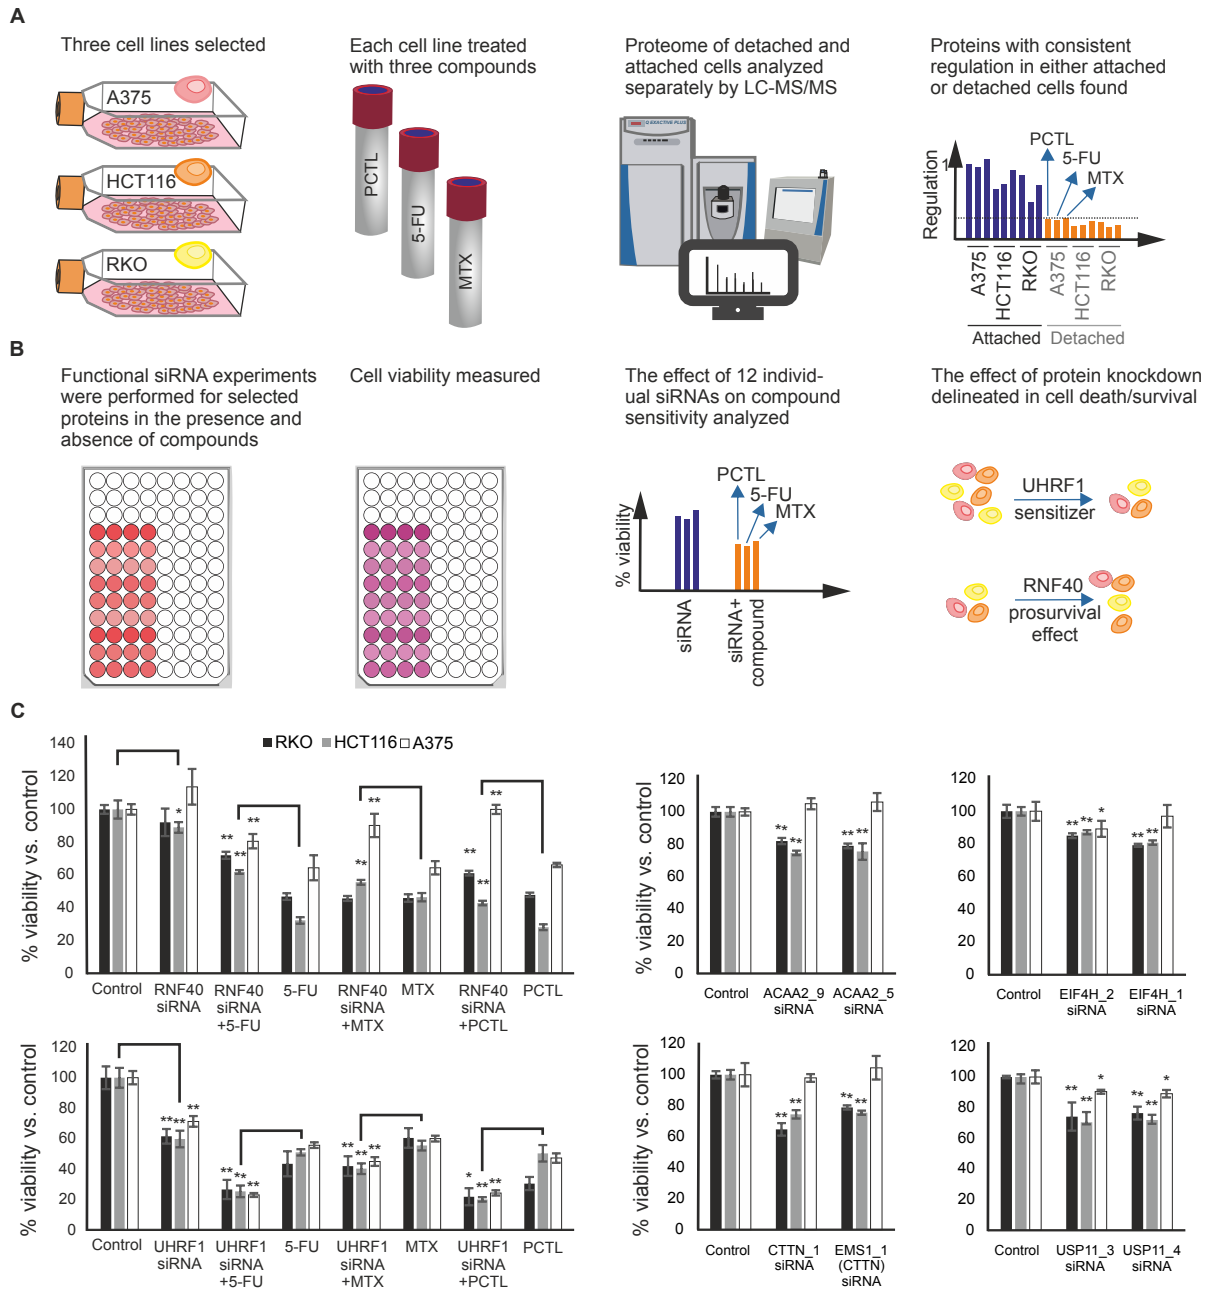 A
Three cell lines selected
A375
HCT116
RKO
Each cell line treated
with three compounds
PCTL
5-FU
MTX
Proteome of detached and
attached cells analyzed
separately by LC-MS/MS
Q EXACTIVE PLUS
Proteins with consistent
regulation in either attached
or detached cells found
PCTL
5-FU
MTX
1
Regulation
A375
HCT116
RKO
A375
HCT116
RKO
Attached
Detached
B
Functional siRNA experiments
were performed for selected
proteins in the presence and
absence of compounds
Cell viability measured
The effect of 12 individ-
ual siRNAs on compound
sensitivity analyzed
PCTL
5-FU
MTX
% viability
siRNA
siRNA+
compound
The effect of protein knockdown
delineated in cell death/survival
UHRF1
sensitizer
RNF40
prosurvival
effect
C
% viability vs. control
140
120
100
80
60
40
20
0
RKO HCT116 A375
* ** ** ** ** ** ** ** **
Control
RNF40
siRNA
RNF40
siRNA
+5-FU
5-FU
RNF40
siRNA
+MTX
MTX
RNF40
siRNA
+PCTL
PCTL
% viability vs. control
120
100
80
60
40
20
0
** ** ** **
Control
ACAA2_9
siRNA
ACAA2_5
siRNA
120
100
80
60
40
20
0
** ** * ** **
Control
EIF4H_2
siRNA
EIF4H_1
siRNA
% viability vs. control
120
100
80
60
40
20
0
** ** ** ** ** ** ** ** ** * ** **
Control
UHRF1
siRNA
UHRF1
siRNA
+5-FU
5-FU
UHRF1
siRNA
+MTX
MTX
UHRF1
siRNA
+PCTL
PCTL
% viability vs. control
120
100
80
60
40
20
0
** ** ** **
Control
CTTN_1
siRNA
EMS1_1
(CTTN)
siRNA
120
100
80
60
40
20
0
** ** * ** ** *
Control
USP11_3
siRNA
USP11_4
siRNA